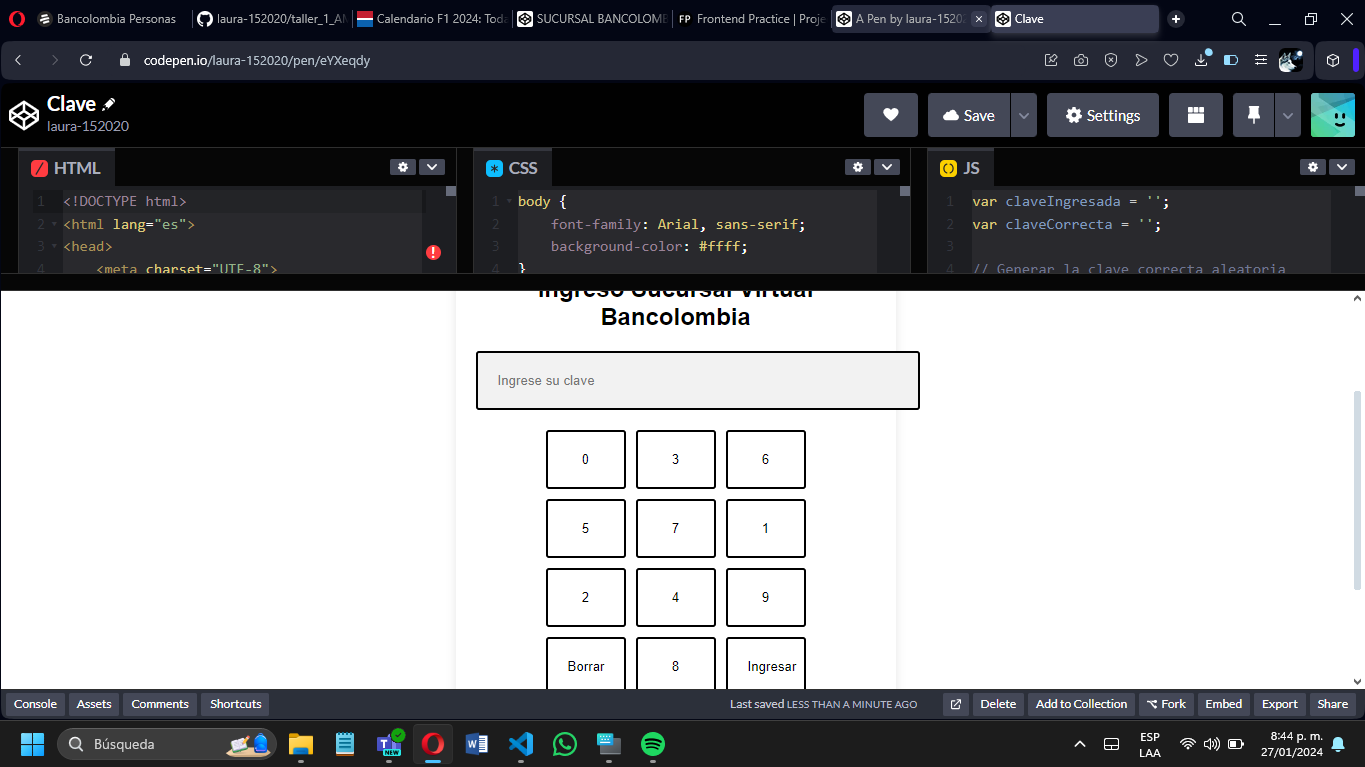 Bancolombia Personas
laura-152020/taller_1_AM
Calendario F1 2024: Toda
SUCURSAL BANCOLOMB
FP Frontend Practice | Proje
A Pen by laura-1520
Clave
codepen.io/laura-152020/pen/eYXeqdy
Clave
laura-152020
Save
Settings
HTML
1 <!DOCTYPE html>
2 <html lang="es">
3 <head>
4 <meta charset="UTF-8">
CSS
1 body {
2 font-family: Arial, sans-serif;
3 background-color: #ffff;
4 }
JS
1 var claveIngresada = '';
2 var claveCorrecta = '';
3
4 // Generar la clave correcta aleatoria
Ingreso Sucursal Virtual
Bancolombia
Ingrese su clave
0 3 6
5 7 1
2 4 9
Borrar 8 Ingresar
Console Assets Comments Shortcuts
Last saved LESS THAN A MINUTE AGO
Delete Add to Collection Fork Embed Export Share
Búsqueda
NEW
ESP
LAA
8:44 p. m.
27/01/2024